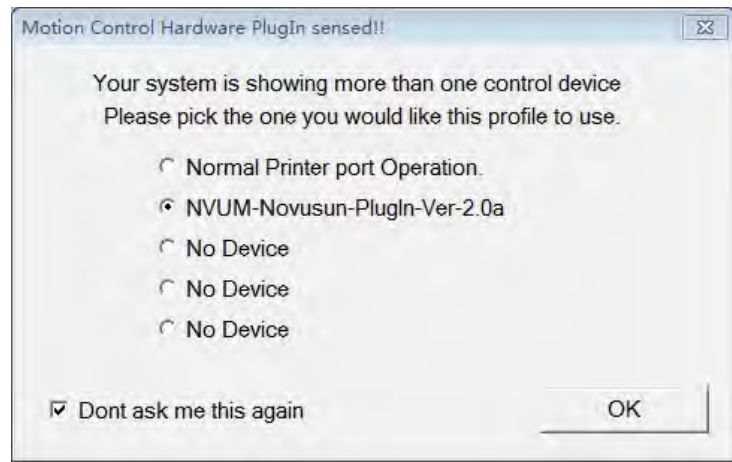 Motion Control Hardware PlugIn sensed!!
Your system is showing more than one control device
Please pick the one you would like this profile to use.
Normal Printer port Operation.
NVUM-Novusun-PlugIn-Ver-2.0a
No Device
No Device
No Device
Dont ask me this again
OK